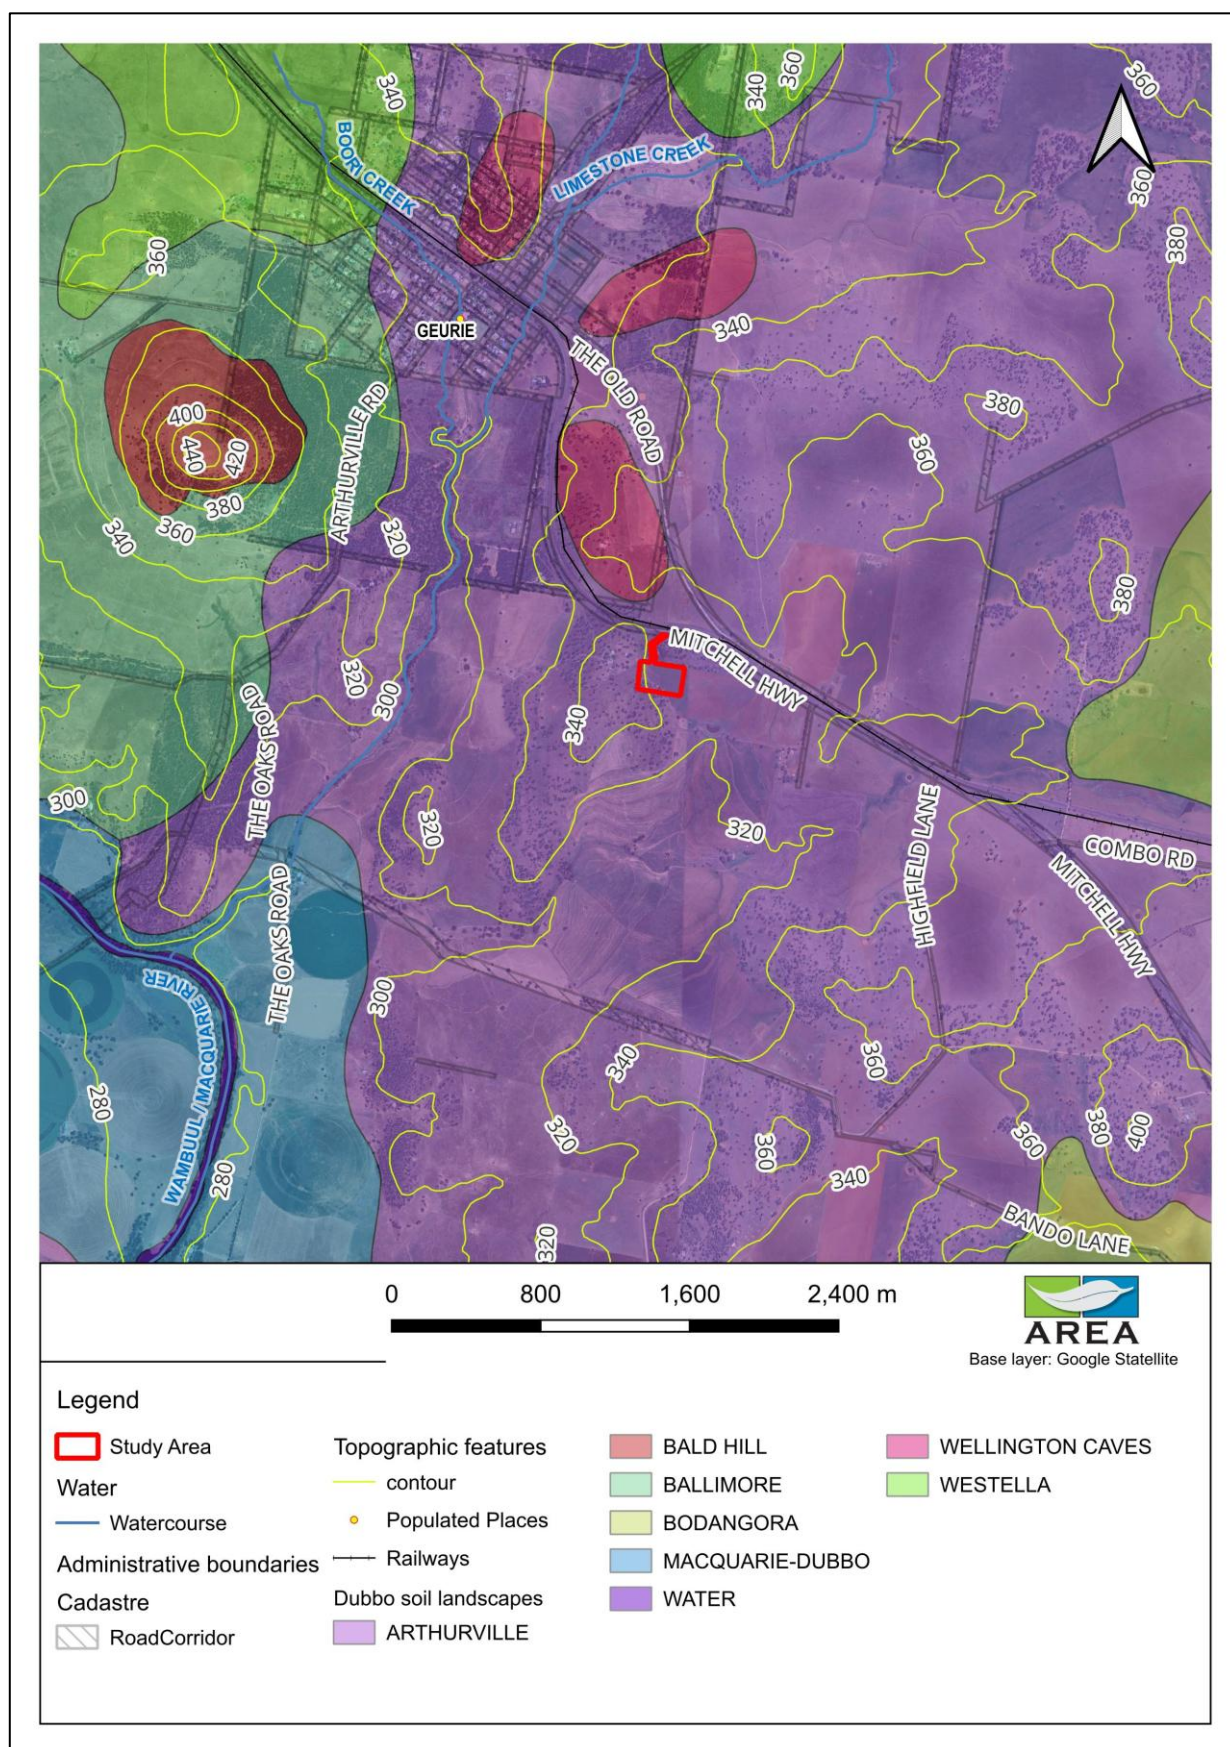 340
360
360
BOORI CREEK
LIMESTONE CREEK
360
380
360
GEURIE
340
THE OLD ROAD
400
440
420
380
360
340
ARTHURVILLE RD
380
360
320
380
MITCHELL HWY
320
300
340
THE OAKS ROAD
300
320
320
HIGHFIELD LANE
COMBO RD
MITCHELL HWY
THE OAKS ROAD
WAMBUUL / MACQUARIE RIVER
300
280
280
340
360
320
360
340
360
380
400
320
BANDO LANE
0 800 1,600 2,400 m
AREA
Base layer: Google Statellite
Legend
Study Area
Water
Watercourse
Administrative boundaries
Cadastre
RoadCorridor
Topographic features
contour
Populated Places
Railways
Dubbo soil landscapes
ARTHURVILLE
BALD HILL
BALLIMORE
BODANGORA
MACQUARIE-DUBBO
WATER
WELLINGTON CAVES
WESTELLA